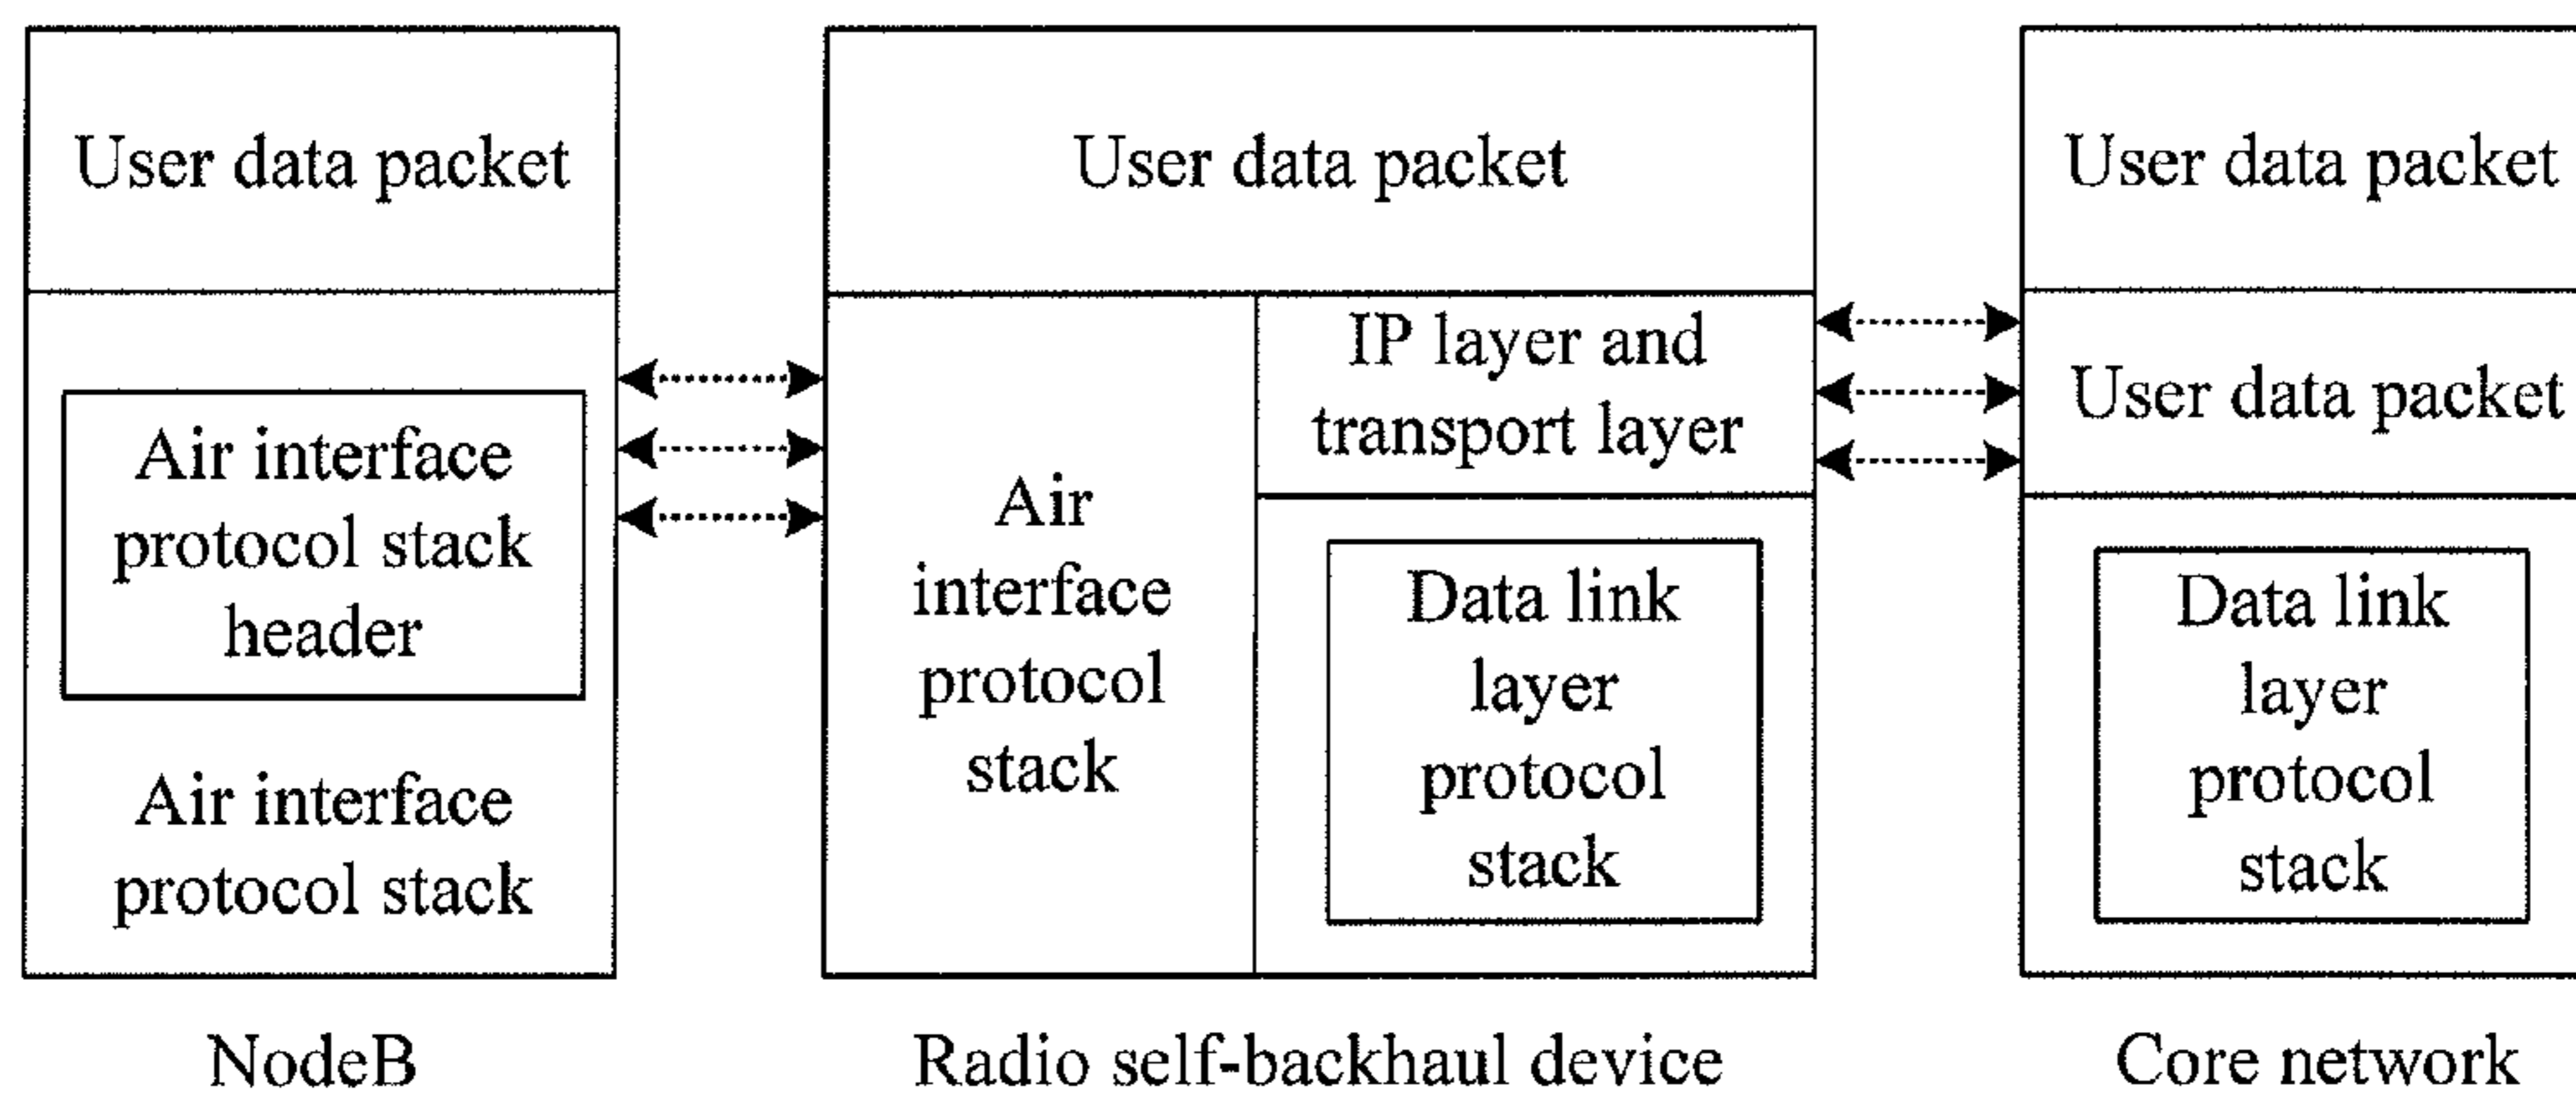 User data packet
Air interface
protocol stack
header
Air interface
protocol stack
NodeB
User data packet
Air
interface
protocol
stack
IP layer and
transport layer
Data link
layer
protocol
stack
Radio self-backhaul device
User data packet
User data packet
Data link
layer
protocol
stack
Core network